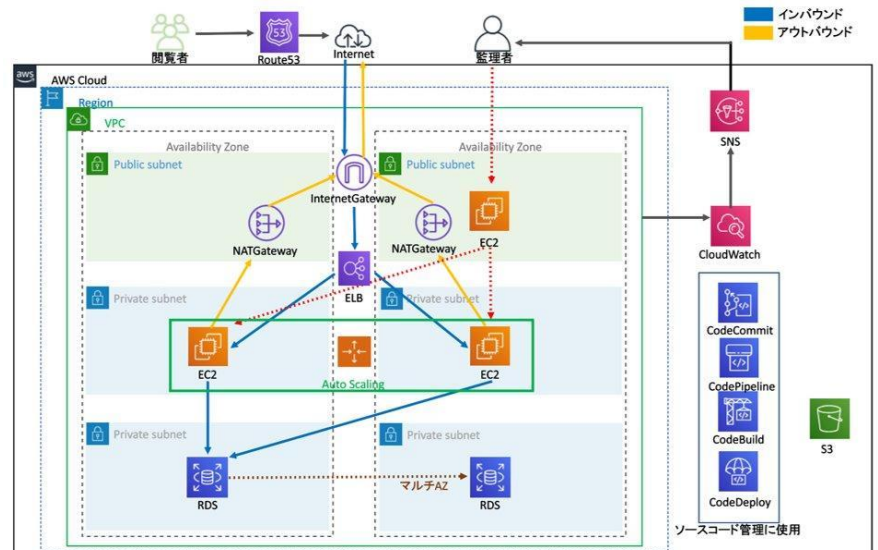 インバウンド
アウトバウンド
53
閲覧者
Route53
Internet
監理者
aws
AWS Cloud
Region
VPC
SNS
Availability Zone
Availability Zone
Public subnet
Public subnet
InternetGateway
NATGateway
NATGateway
EC2
CloudWatch
ELB
Private subnet
Private subnet
EC2
EC2
Auto Scaling
CodeCommit
CodePipeline
CodeBuild
CodeDeploy
S3
Private subnet
Private subnet
RDS
マルチAZ
RDS
ソースコード管理に使用